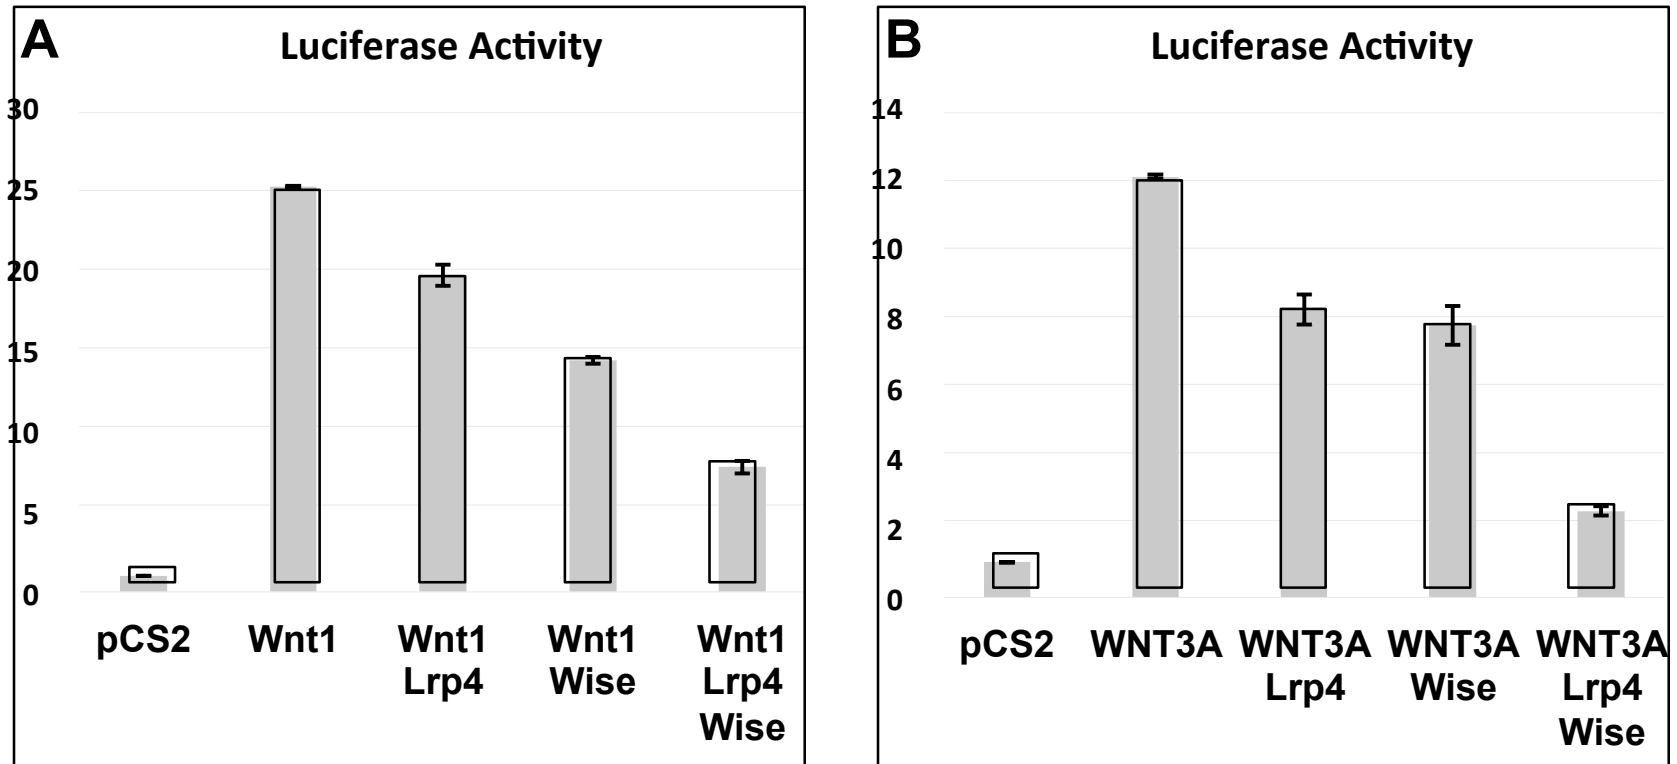 A
Luciferase Activity
30
25
20
15
10
5
0
pCS2
Wnt1
Wnt1
Lrp4
Wnt1
Wise
Wnt1
Lrp4
Wise
B
Luciferase Activity
14
12
10
8
6
4
2
0
pCS2
WNT3A
WNT3A
Lrp4
WNT3A
Wise
WNT3A
Lrp4
Wise